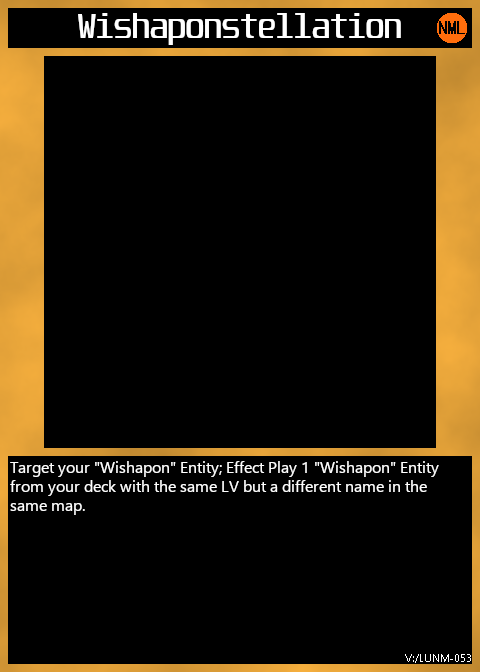 Wishaponstellation
NML
Target your "Wishapon" Entity; Effect Play 1 "Wishapon" Entity
from your deck with the same LV but a different name in the
same map.
V:/LUNM-053